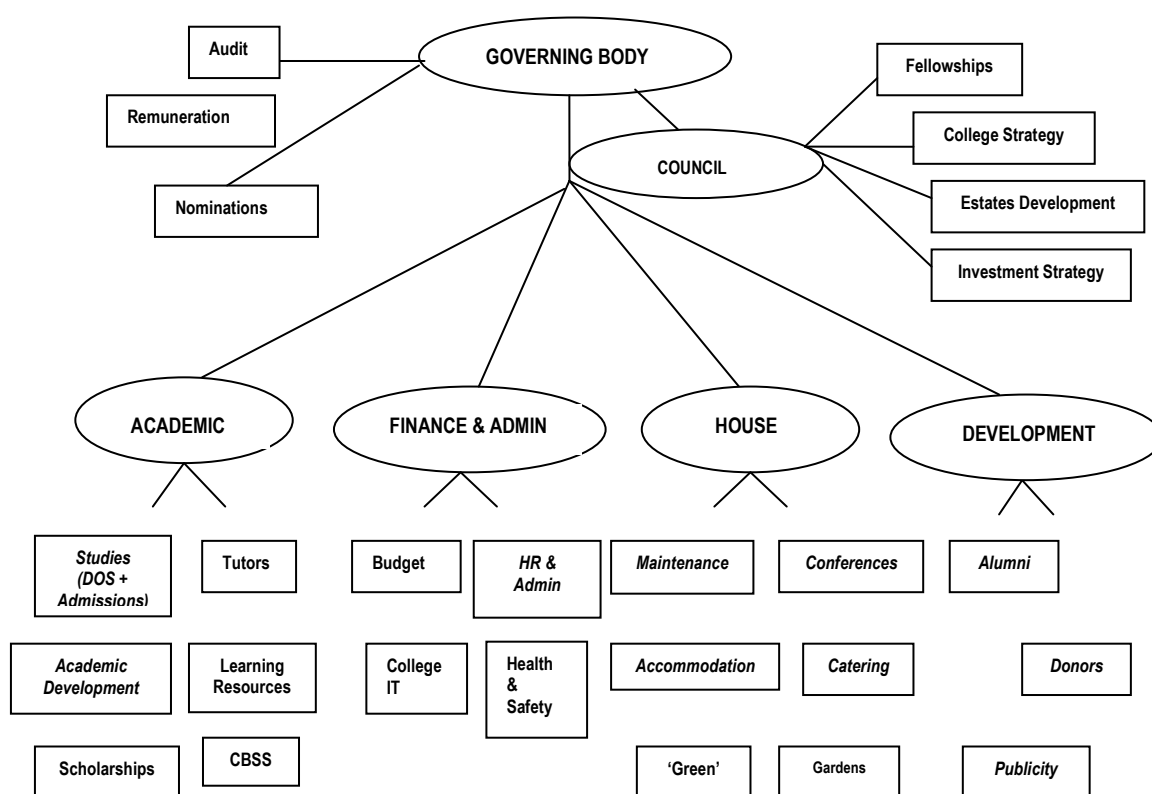 Audit
GOVERNING BODY
Fellowships
Remuneration
College Strategy
COUNCIL
Nominations
Estates Development
Investment Strategy
ACADEMIC
FINANCE & ADMIN
HOUSE
DEVELOPMENT
Studies
(DOS +
Admissions)
Tutors
Budget
HR &
Admin
Maintenance
Conferences
Alumni
Academic
Development
Learning
Resources
College
IT
Health
&
Safety
Accommodation
Catering
Donors
Scholarships
CBSS
‘Green’
Gardens
Publicity